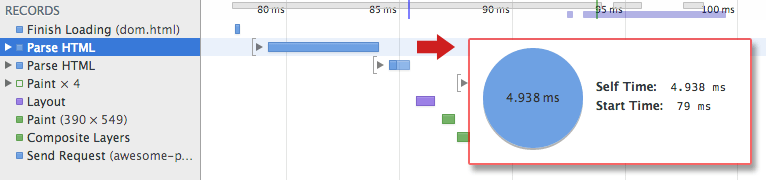 RECORDS
80 ms 85 ms 90 ms 95 ms 100 ms
Finish Loading (dom.html)
Parse HTML
Parse HTML
Paint × 4
Layout
Paint (390 × 549)
Composite Layers
Send Request (awesome-p...
4.938 ms
Self Time: 4.938 ms
Start Time: 79 ms